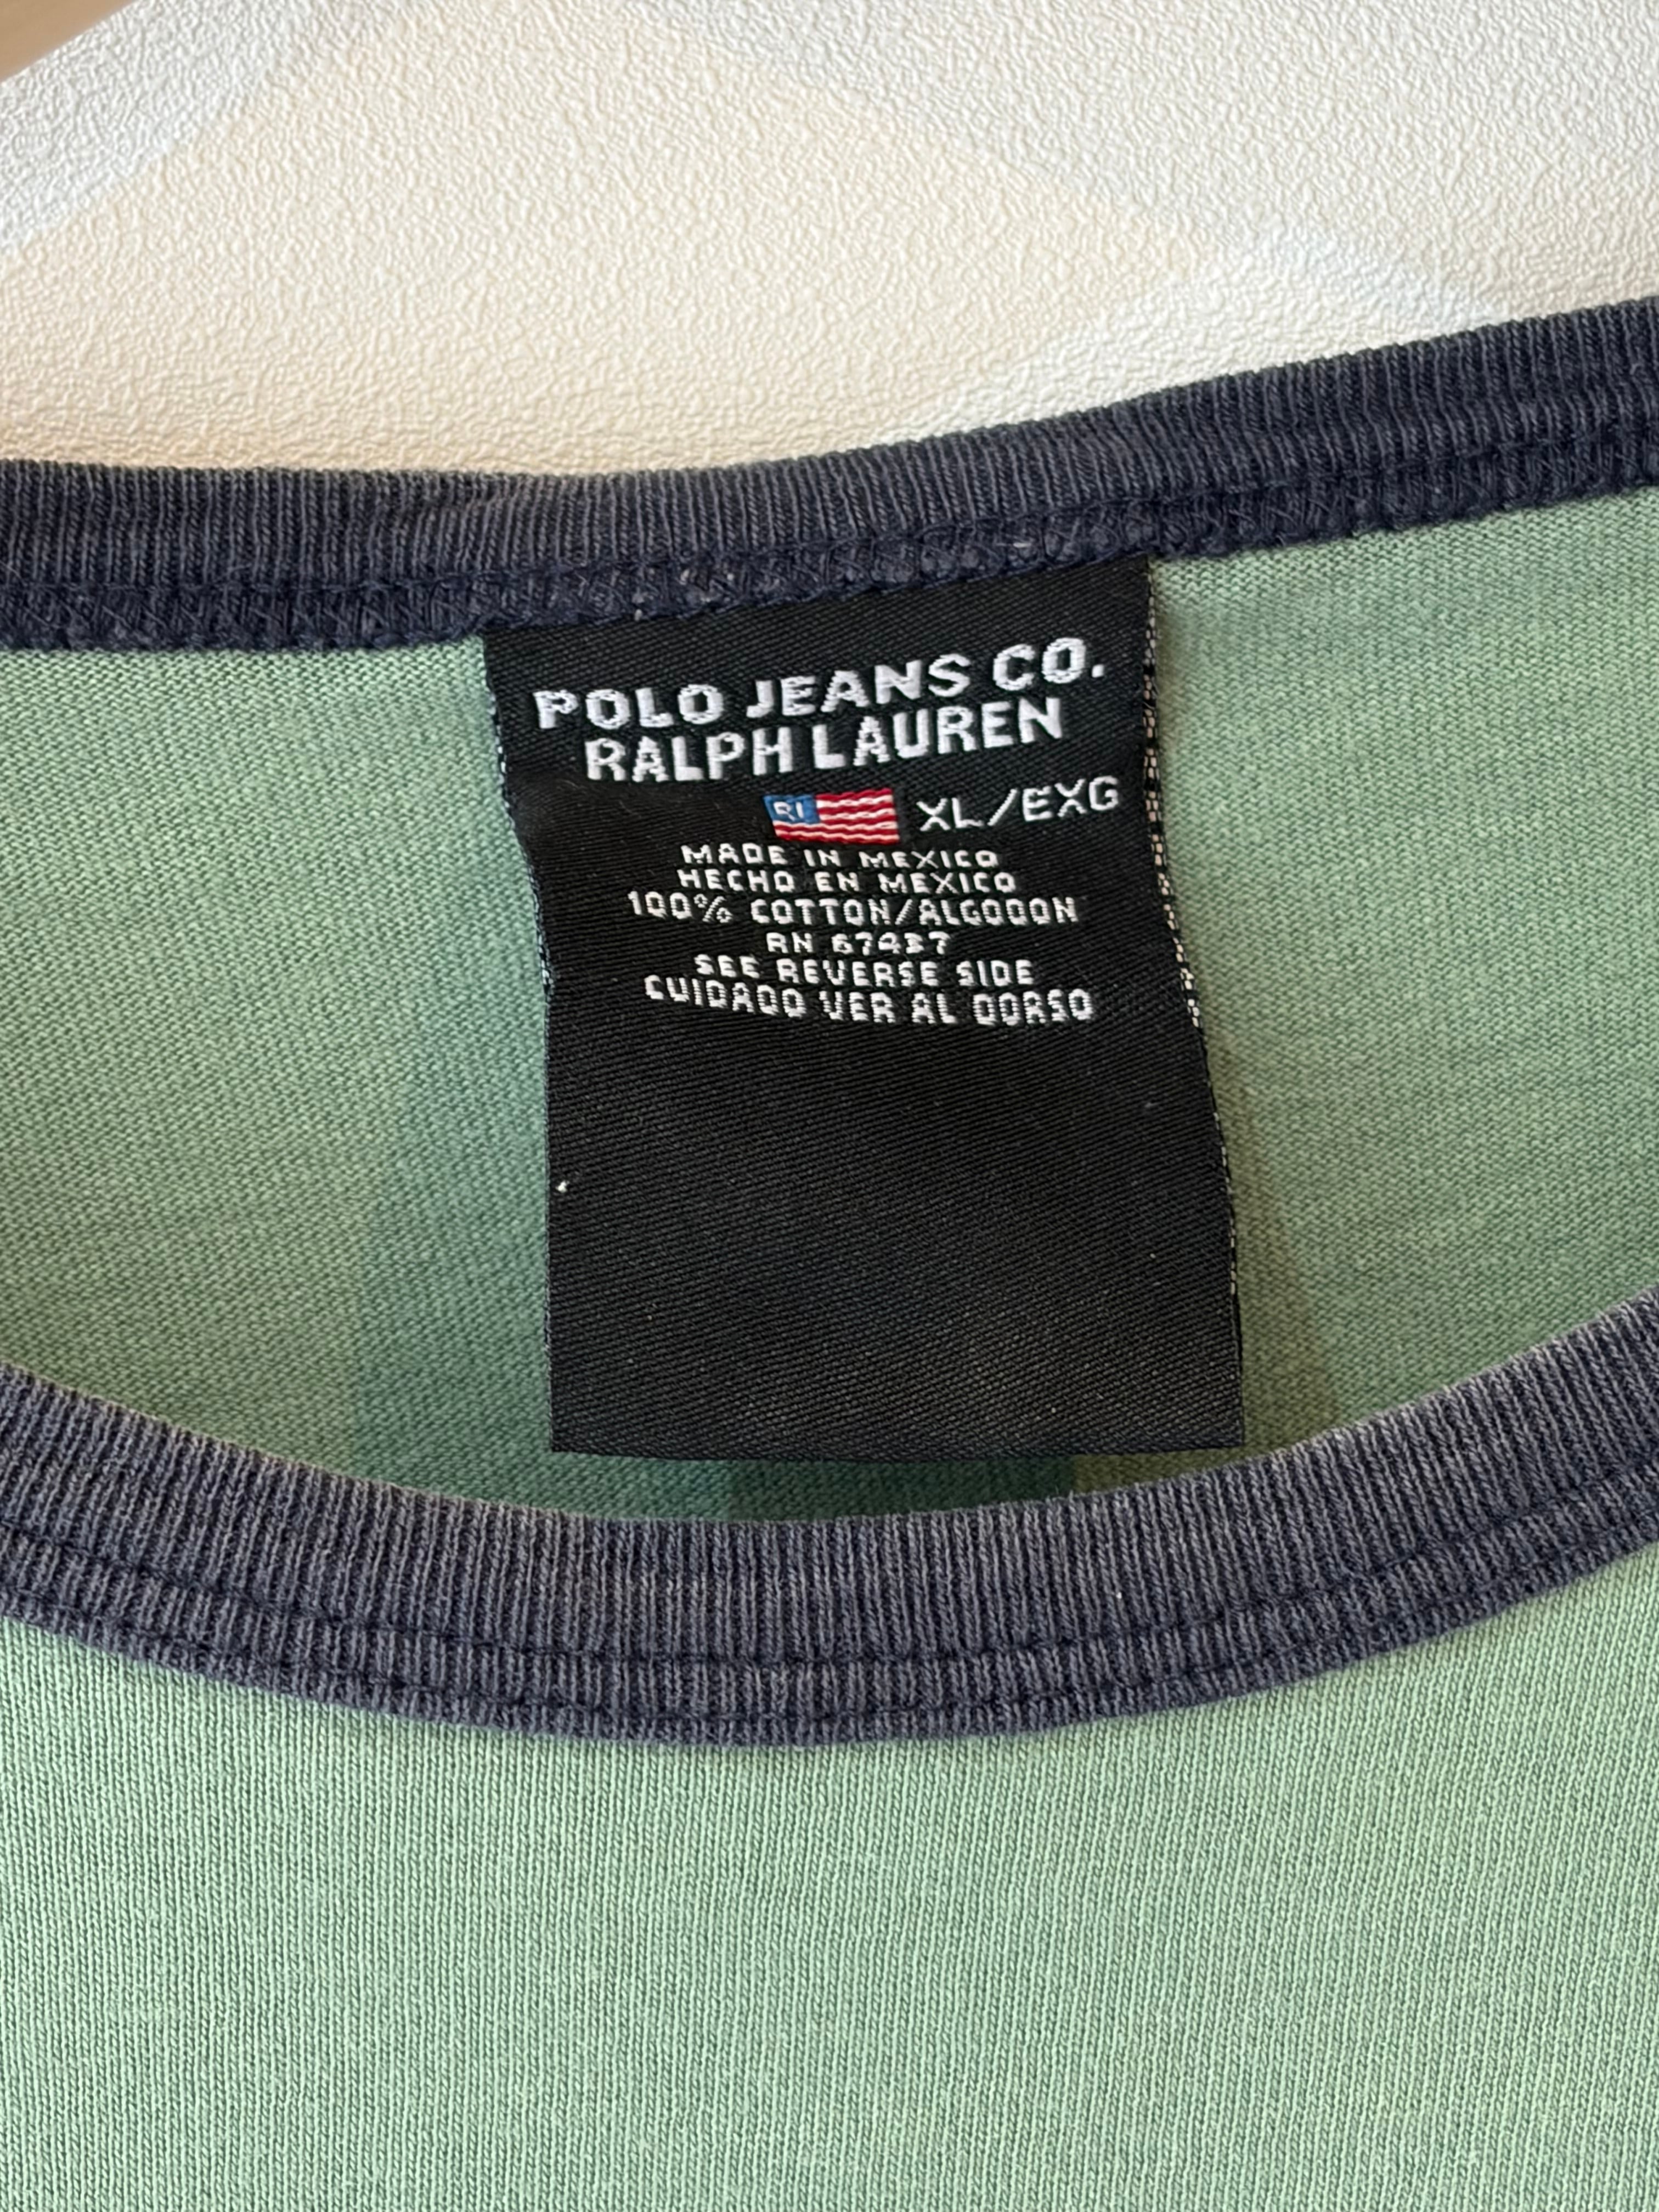 POLO JEANS CO.
RALPH LAUREN
RL XL/EXG
MADE IN MEXICO
HECHO EN MEXICO
100% COTTON/ALGODON
RN 67437
SEE REVERSE SIDE
CUIDADO VER AL DORSO